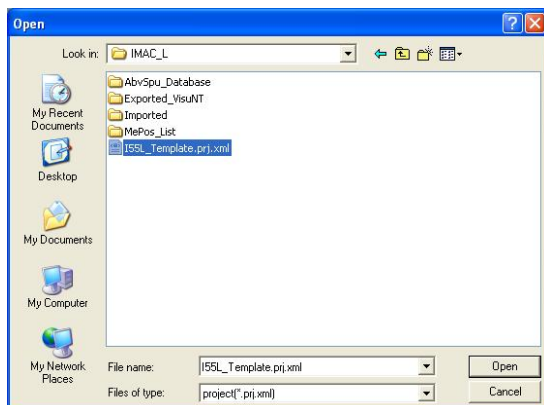 Open
Look in:
IMAC_L
My Recent
Documents
Desktop
My Documents
My Computer
My Network
Places
AbvSpu_Database
Exported_VisuNT
Imported
MePos_List
I55L_Template.prj.xml
File name:
I55L_Template.prj.xml
Open
Files of type:
project(*.prj.xml)
Cancel